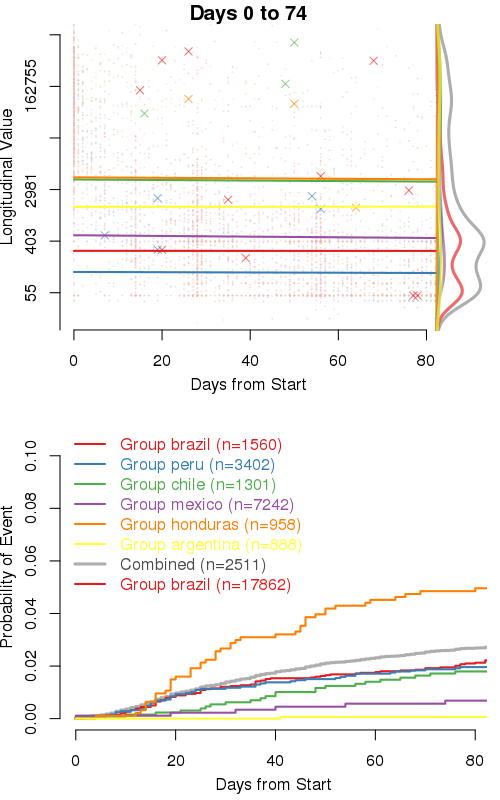 Days 0 to 74
Longitudinal Value
162755
2981
403
55
0 20 40 60 80
Days from Start
Probability of Event
0.10
0.08
0.06
0.04
0.02
0.00
Group brazil (n=1560)
Group peru (n=3402)
Group chile (n=1301)
Group mexico (n=7242)
Group honduras (n=958)
Group argentina (n=888)
Combined (n=2511)
Group brazil (n=17862)
0 20 40 60 80
Days from Start